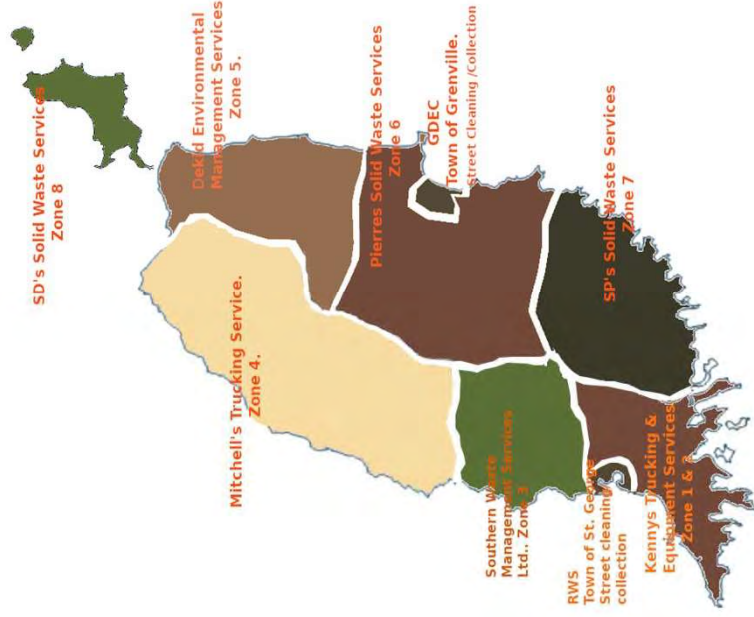 SD's Solid Waste Services
Zone 8
Dekid Environmental
Management Services
Zone 5.
Mitchell's Trucking Service.
Zone 4.
Pierres Solid Waste Services
Zone 6
GDEC
Town of Grenville.
Street Cleaning /Collection
Southern Waste
Management Services
Ltd.. Zone 3
RWS
Town of St. George
Street cleaning/
collection
Kennys Trucking &
Equipment Services
Zone 1 & 2
SP's Solid Waste Services
Zone 7